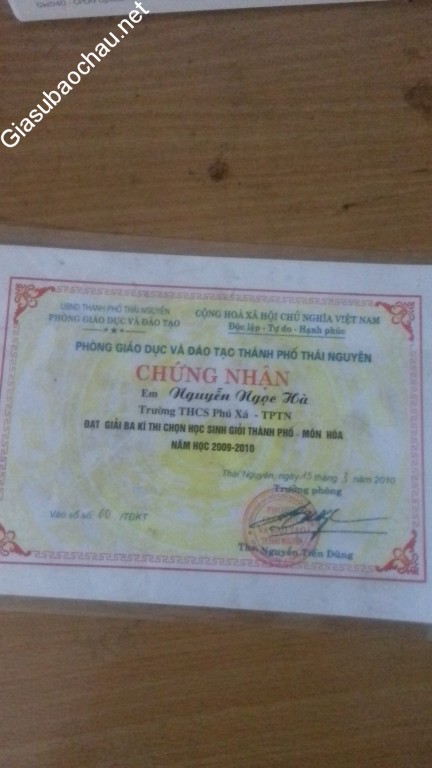 Giasubaochau.net
UBND THÀNH PHỐ THÁI NGUYÊN
PHÒNG GIÁO DỤC VÀ ĐÀO TẠO
CỘNG HOÀ XÃ HỘI CHỦ NGHĨA VIỆT NAM
Độc lập - Tự do - Hạnh phúc
PHÒNG GIÁO DỤC VÀ ĐÀO TẠO THÀNH PHỐ THÁI NGUYÊN
CHỨNG NHẬN
Em Nguyễn Ngọc Hà
Trường THCS Phú Xá - TPTN
ĐẠT GIẢI BA KÌ THI CHỌN HỌC SINH GIỎI THÀNH PHỐ - MÔN HÓA
NĂM HỌC 2009-2010
Thái Nguyên, ngày 15 tháng 3 năm 2010
Trưởng phòng
Vào sổ số 60 /TĐKT
Ths. Nguyễn Tiến Dũng